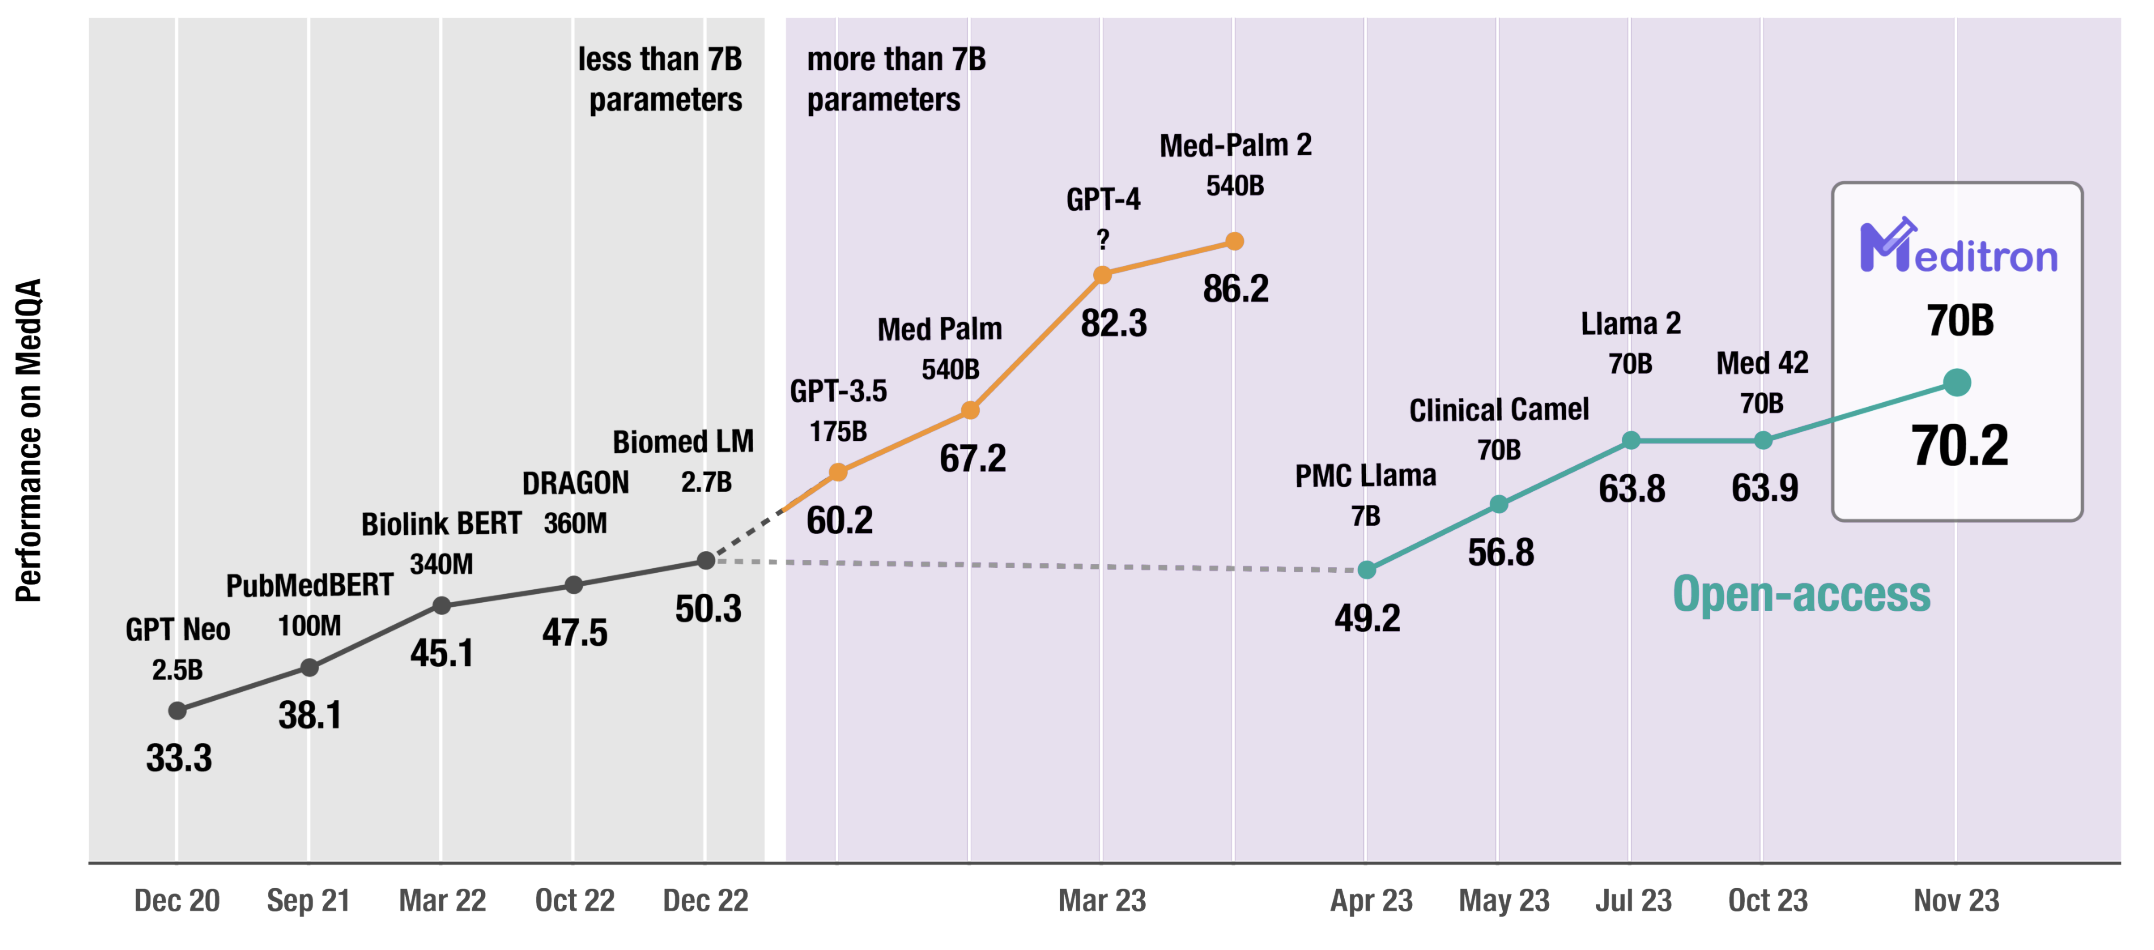 less than 7B
parameters
more than 7B
parameters
Performance on MedQA
GPT Neo
2.5B
33.3
PubMedBERT
100M
38.1
Biolink BERT
340M
45.1
DRAGON
360M
47.5
Biomed LM
2.7B
50.3
GPT-3.5
175B
60.2
Med Palm
540B
67.2
GPT-4
?
82.3
Med-Palm 2
540B
86.2
PMC Llama
7B
49.2
Clinical Camel
70B
56.8
Llama 2
70B
63.8
Med 42
70B
63.9
Meditron
70B
70.2
Open-access
Dec 20
Sep 21
Mar 22
Oct 22
Dec 22
Mar 23
Apr 23
May 23
Jul 23
Oct 23
Nov 23